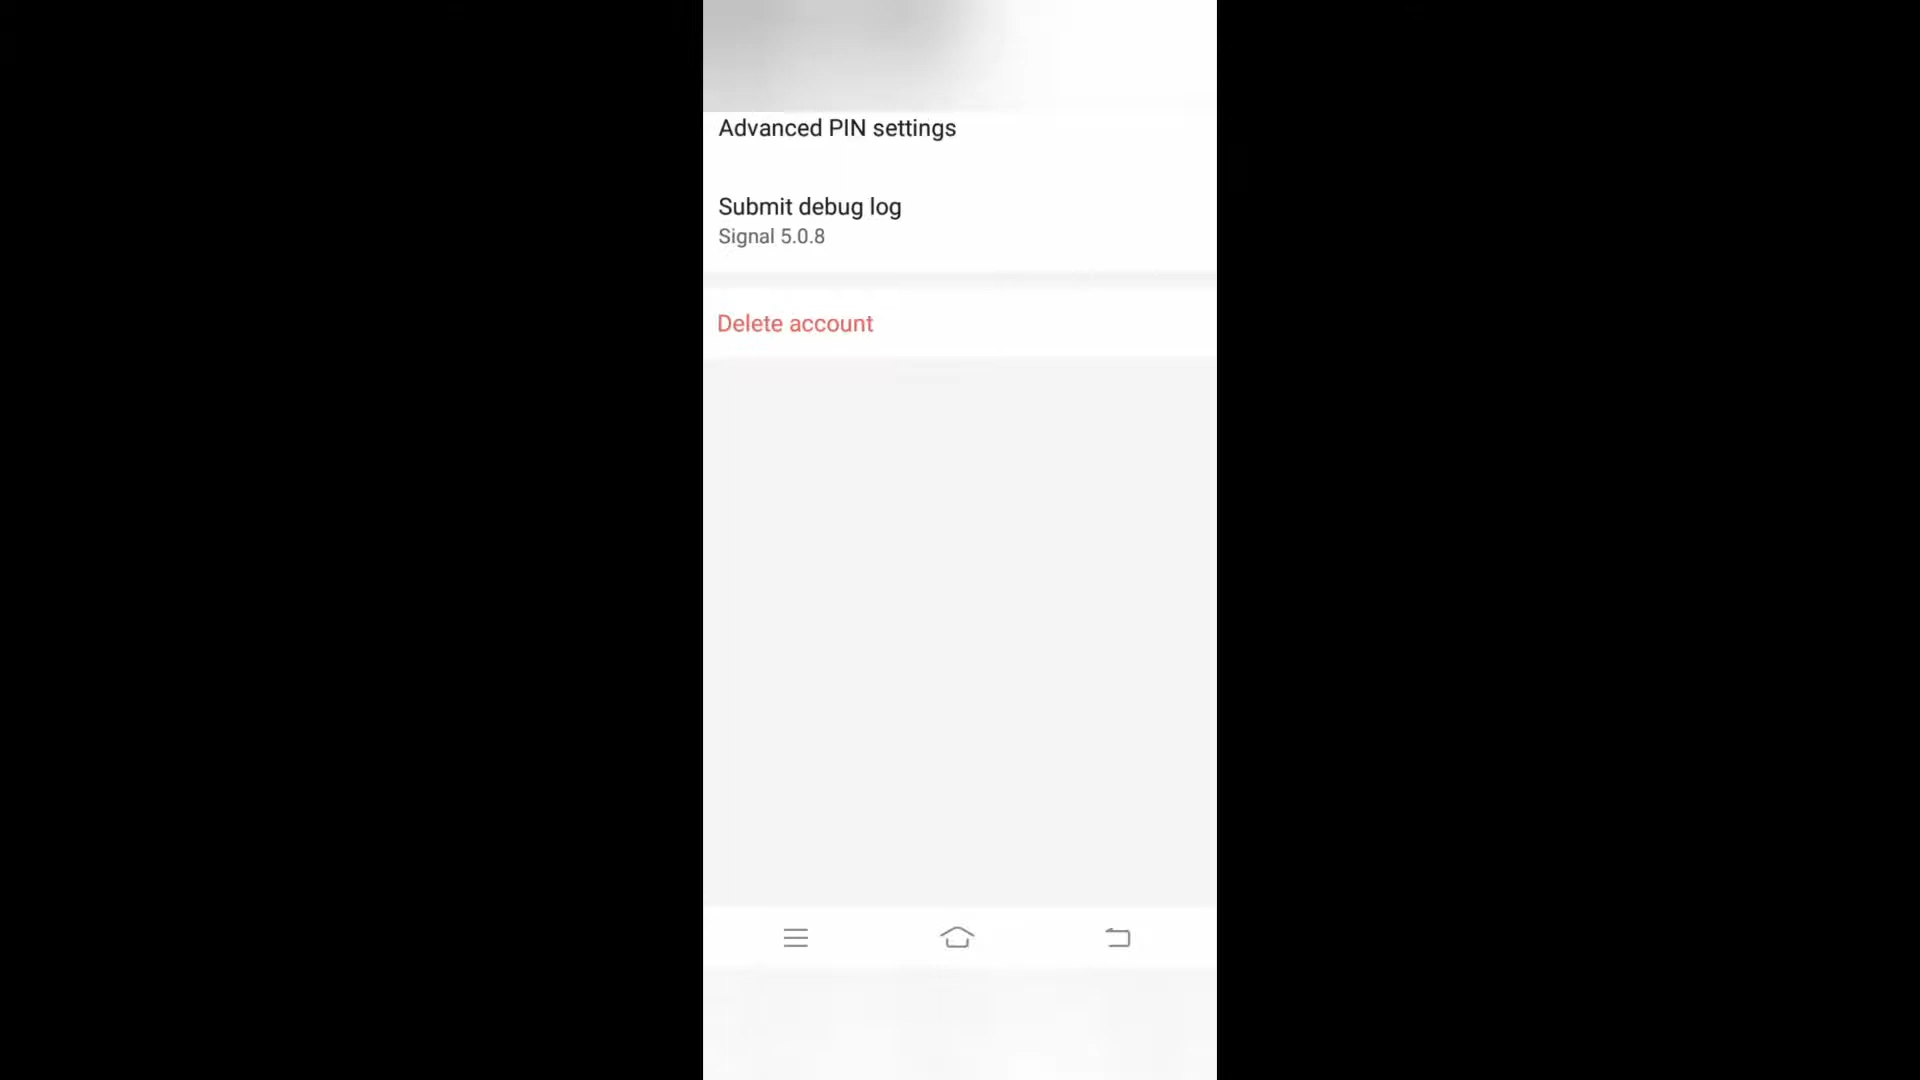 Advanced PIN settings
Submit debug log
Signal 5.0.8
Delete account